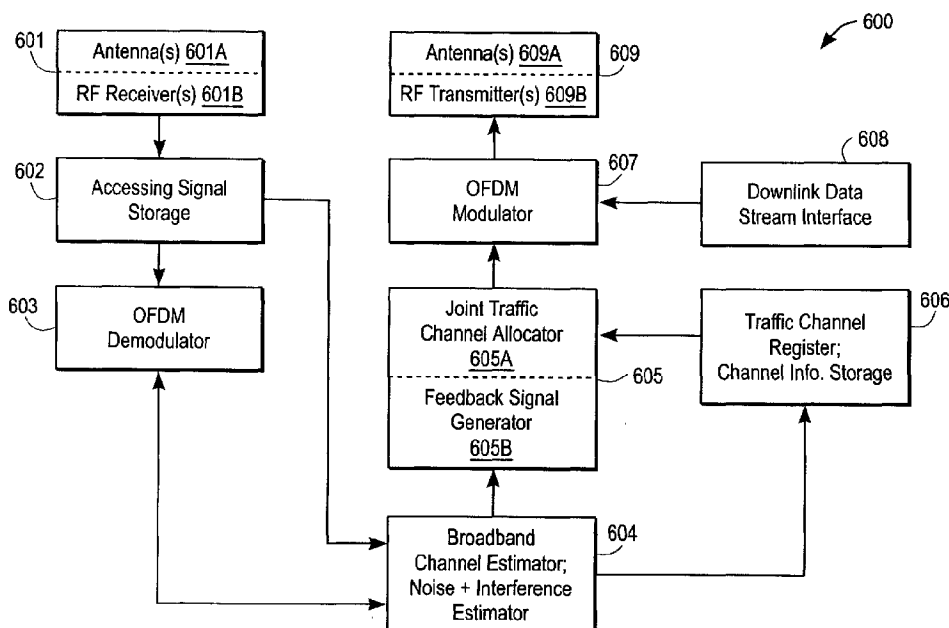 600
601
Antenna(s) 601A
RF Receiver(s) 601B
Antenna(s) 609A
RF Transmitter(s) 609B
609
602
Accessing Signal
Storage
607
OFDM
Modulator
608
Downlink Data
Stream Interface
603
OFDM
Demodulator
Joint Traffic
Channel Allocator
605A
Feedback Signal
Generator
605B
605
606
Traffic Channel
Register;
Channel Info. Storage
Broadband
Channel Estimator;
Noise + Interference
Estimator
604